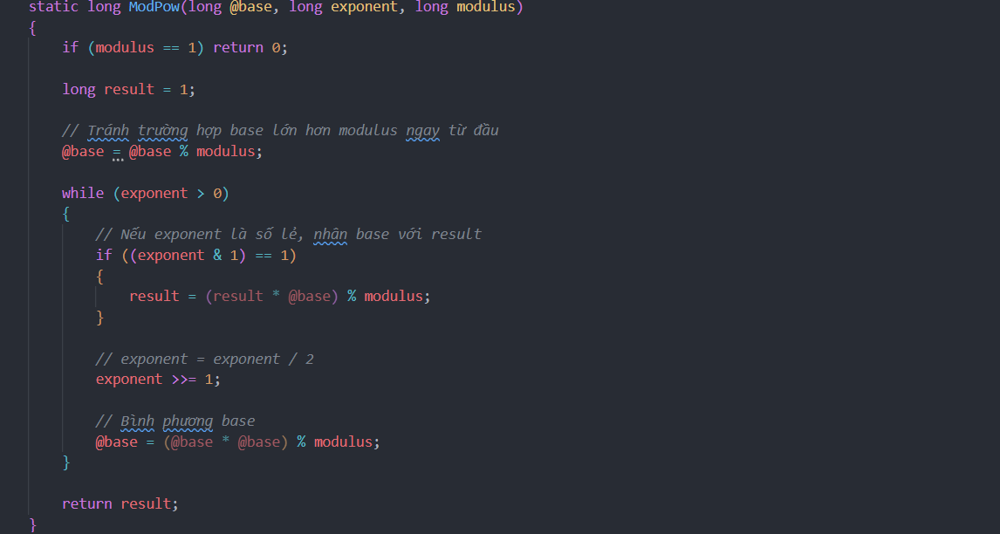 static long ModPow(long @base, long exponent, long modulus)
{
if (modulus == 1) return 0;
long result = 1;
// Tránh trường hợp base lớn hơn modulus ngay từ đầu
@base = @base % modulus;
while (exponent > 0)
{
// Nếu exponent là số lẻ, nhân base với result
if ((exponent & 1) == 1)
{
result = (result * @base) % modulus;
}
// exponent = exponent / 2
exponent >>= 1;
// Bình phương base
@base = (@base * @base) % modulus;
}
return result;
}